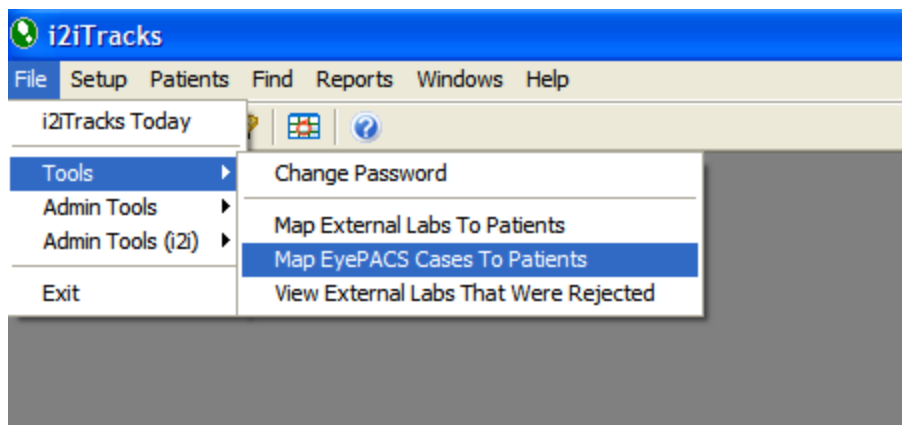 i2iTracks
File Setup Patients Find Reports Windows Help
i2iTracks Today
Tools
Change Password
Admin Tools
Map External Labs To Patients
Admin Tools (i2i)
Map EyePACS Cases To Patients
Exit
View External Labs That Were Rejected